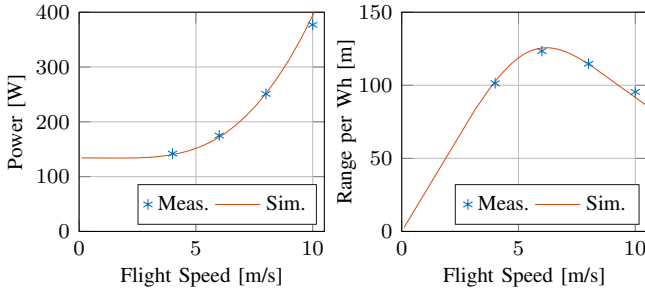 400
300
200
100
0
Power [W]
Meas.
Sim.
0
5
10
Flight Speed [m/s]
150
100
50
0
Range per Wh [m]
Meas.
Sim.
0
5
10
Flight Speed [m/s]